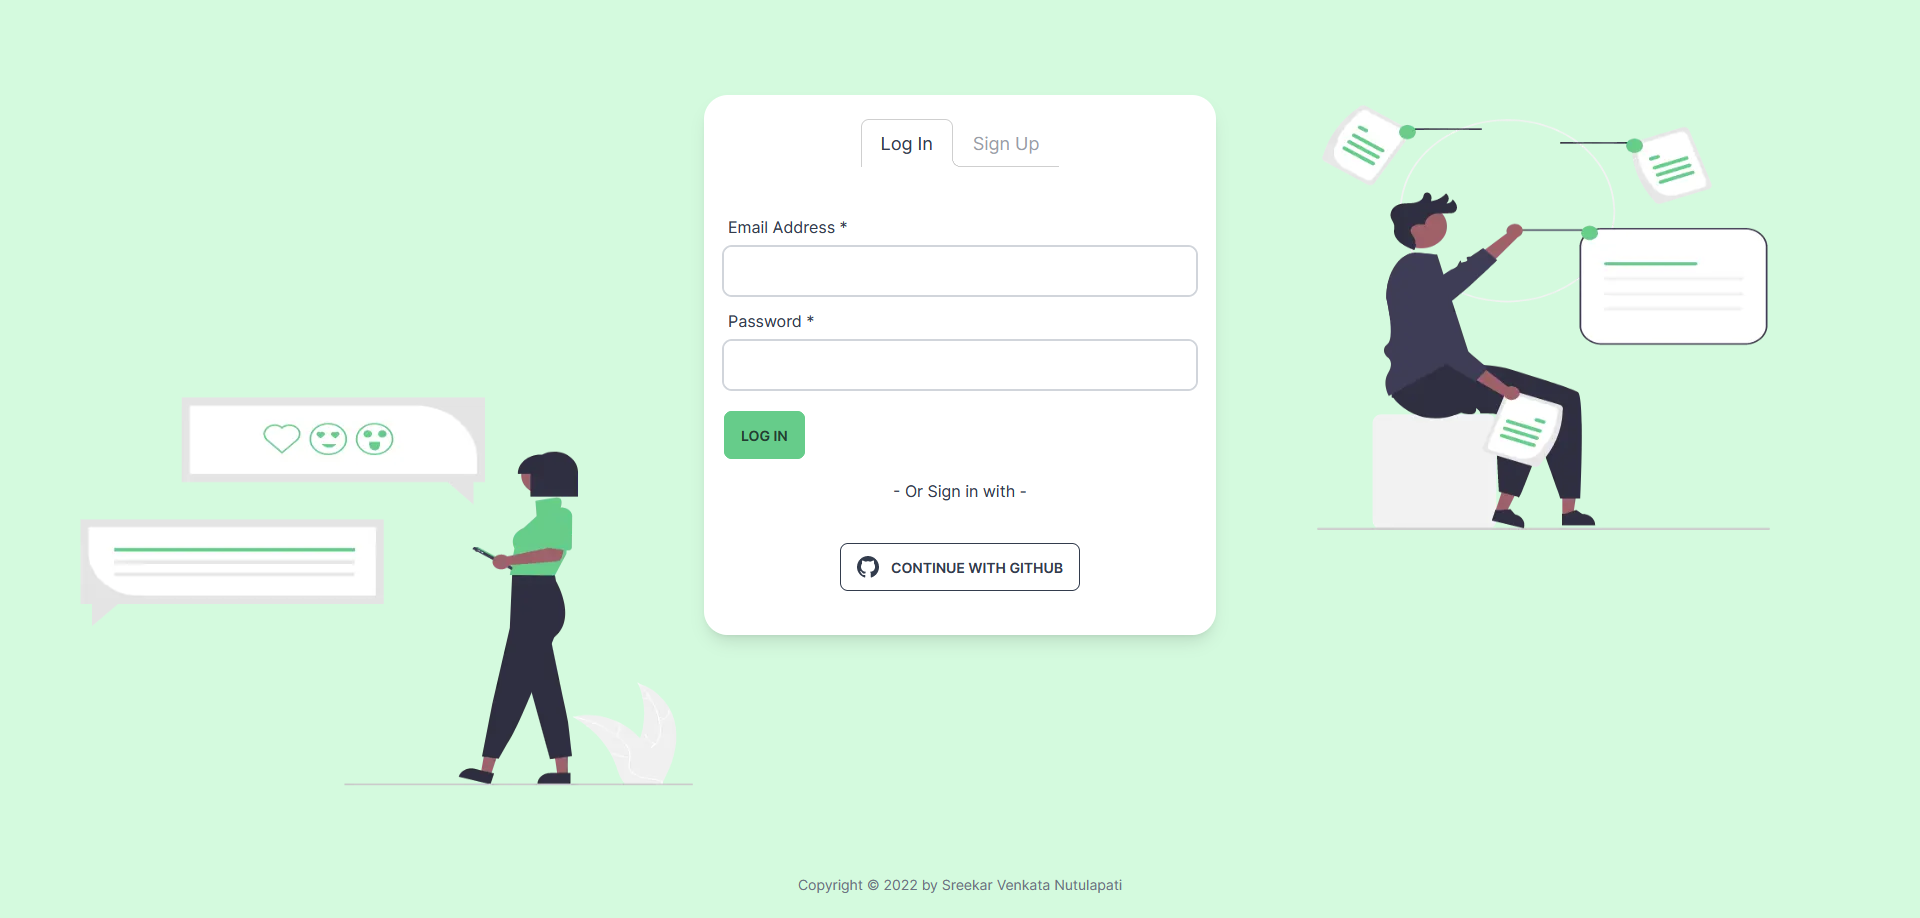 Log In
Sign Up
Email Address *
Password *
LOG IN
- Or Sign in with -
CONTINUE WITH GITHUB
Copyright © 2022 by Sreekar Venkata Nutulapati